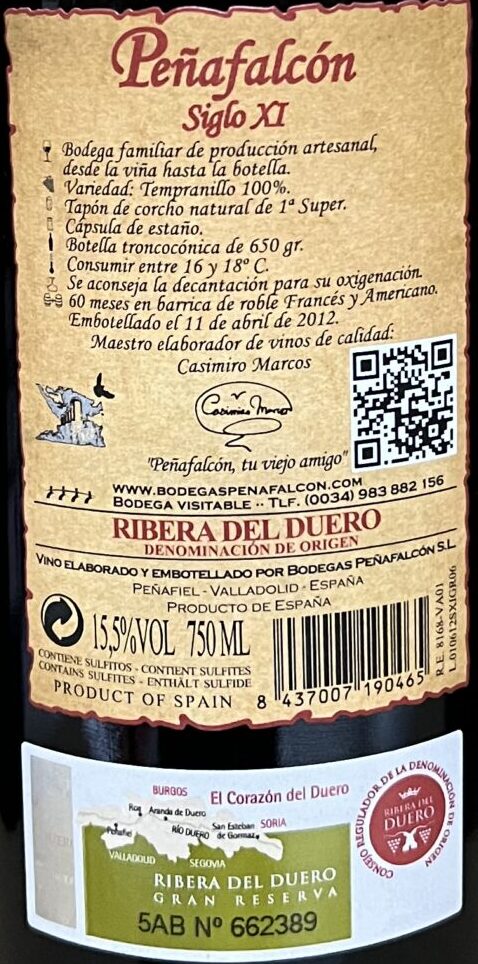 Peñafalcón
Siglo XI
Bodega familiar de producción artesanal,
desde la viña hasta la botella.
Variedad: Tempranillo 100%.
Tapón de corcho natural de 1ª Super.
Cápsula de estaño.
Botella troncocónica de 650 gr.
Consumir entre 16 y 18º C.
Se aconseja la decantación para su oxigenación.
60 meses en barrica de roble Francés y Americano.
Embotellado el 11 de abril de 2012.
Maestro elaborador de vinos de calidad:
Casimiro Marcos
Casimiro Marcos
"Peñafalcón, tu viejo amigo"
WWW.BODEGASPENAFALCON.COM
BODEGA VISITABLE ·· TLF. (0034) 983 882 156
RIBERA DEL DUERO
DENOMINACIÓN DE ORIGEN
VINO ELABORADO Y EMBOTELLADO POR BODEGAS PEÑAFALCÓN S.L
PEÑAFIEL - VALLADOLID - ESPAÑA
PRODUCTO DE ESPAÑA
15,5%VOL 750 ML
CONTIENE SULFITOS - CONTIENT SULFITES
CONTAINS SULFITES - ENTHÄLT SULFIDE
PRODUCT OF SPAIN
8 437007 190465
R.E. 8168-VA01
L.010612SXIGR06
BURGOS
El Corazón del Duero
Roa
Aranda de Duero
SORIA
Peñafiel
RÍO DUERO
San Esteban
de Gormaz
VALLADOLID
SEGOVIA
RIBERA DEL DUERO
GRAN RESERVA
5AB Nº 662389
CONSEJO REGULADOR DE LA DENOMINACIÓN DE ORIGEN
RIBERA DEL
DUERO